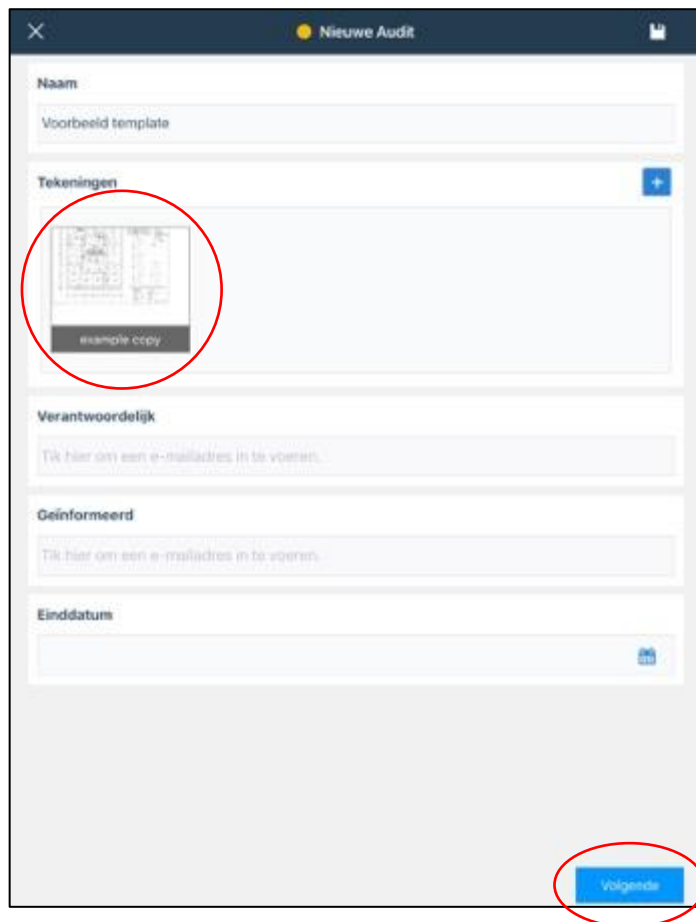 Nieuwe Audit
Naam
Voorbeeld template
Tekeningen
example copy
Verantwoordelijk
Tik hier om een e-mailadres in te voeren.
Geïnformeerd
Tik hier om een e-mailadres in te voeren.
Einddatum
Volgende